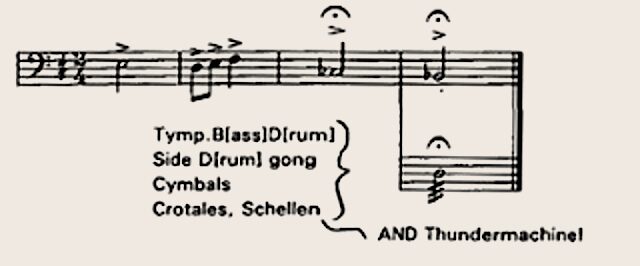 Tymp.B[ass]D[rum]
Side D[rum] gong
Cymbals
Crotales, Schellen
AND Thundermachine!